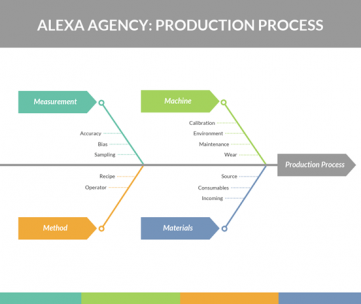 ALEXA AGENCY: PRODUCTION PROCESS
Measurement
Machine
Calibration
Accuracy
Environment
Bias
Maintenance
Sampling
Wear
Production Process
Recipe
Source
Operator
Consumables
Incoming
Method
Materials